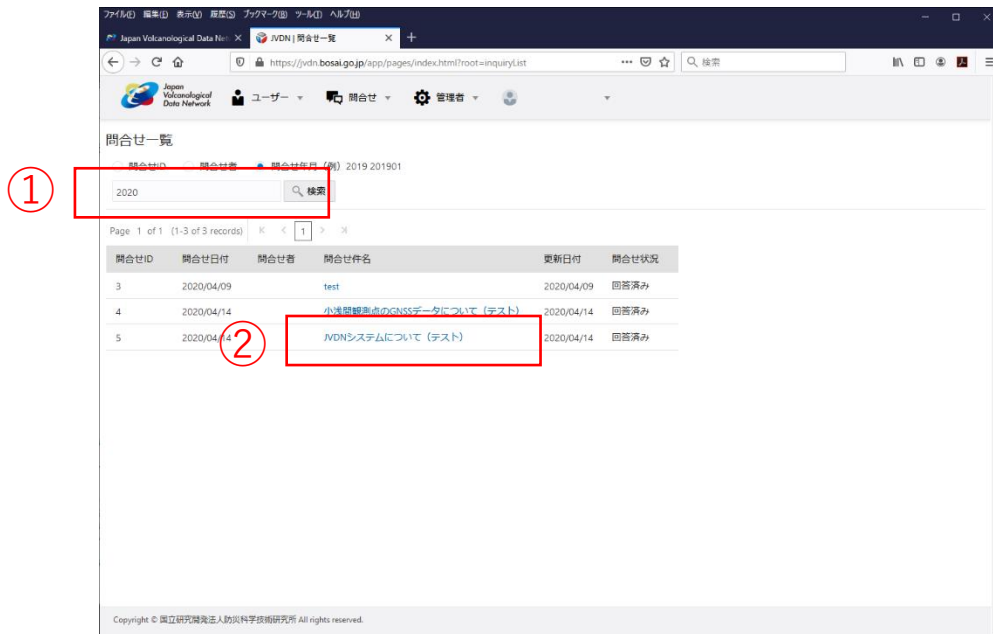 ファイル(F) 編集(E) 表示(V) 履歴(S) ブックマーク(B) ツール(T) ヘルプ(H)
Japan Volcanological Data Net
JVDN | 問合せ一覧
https://jvdn.bosai.go.jp/app/pages/index.html?root=inquiryList
検索
Japan
Volcanological
Data Network
ユーザー 問合せ 管理者
問合せ一覧
問合せID 問合せ者 問合せ年月 (例) 2019 201901
①
2020 検索
Page 1 of 1 (1-3 of 3 records) K < 1 > ᐳ|
問合せID 問合せ日付 問合せ者 問合せ件名 更新日付 問合せ状況
3 2020/04/09 test 2020/04/09 回答済み
4 2020/04/14 小浅間観測点のGNSSデータについて（テスト） 2020/04/14 回答済み
②
5 2020/04/14 JVDNシステムについて（テスト） 2020/04/14 回答済み
Copyright © 国立研究開発法人防災科学技術研究所 All rights reserved.